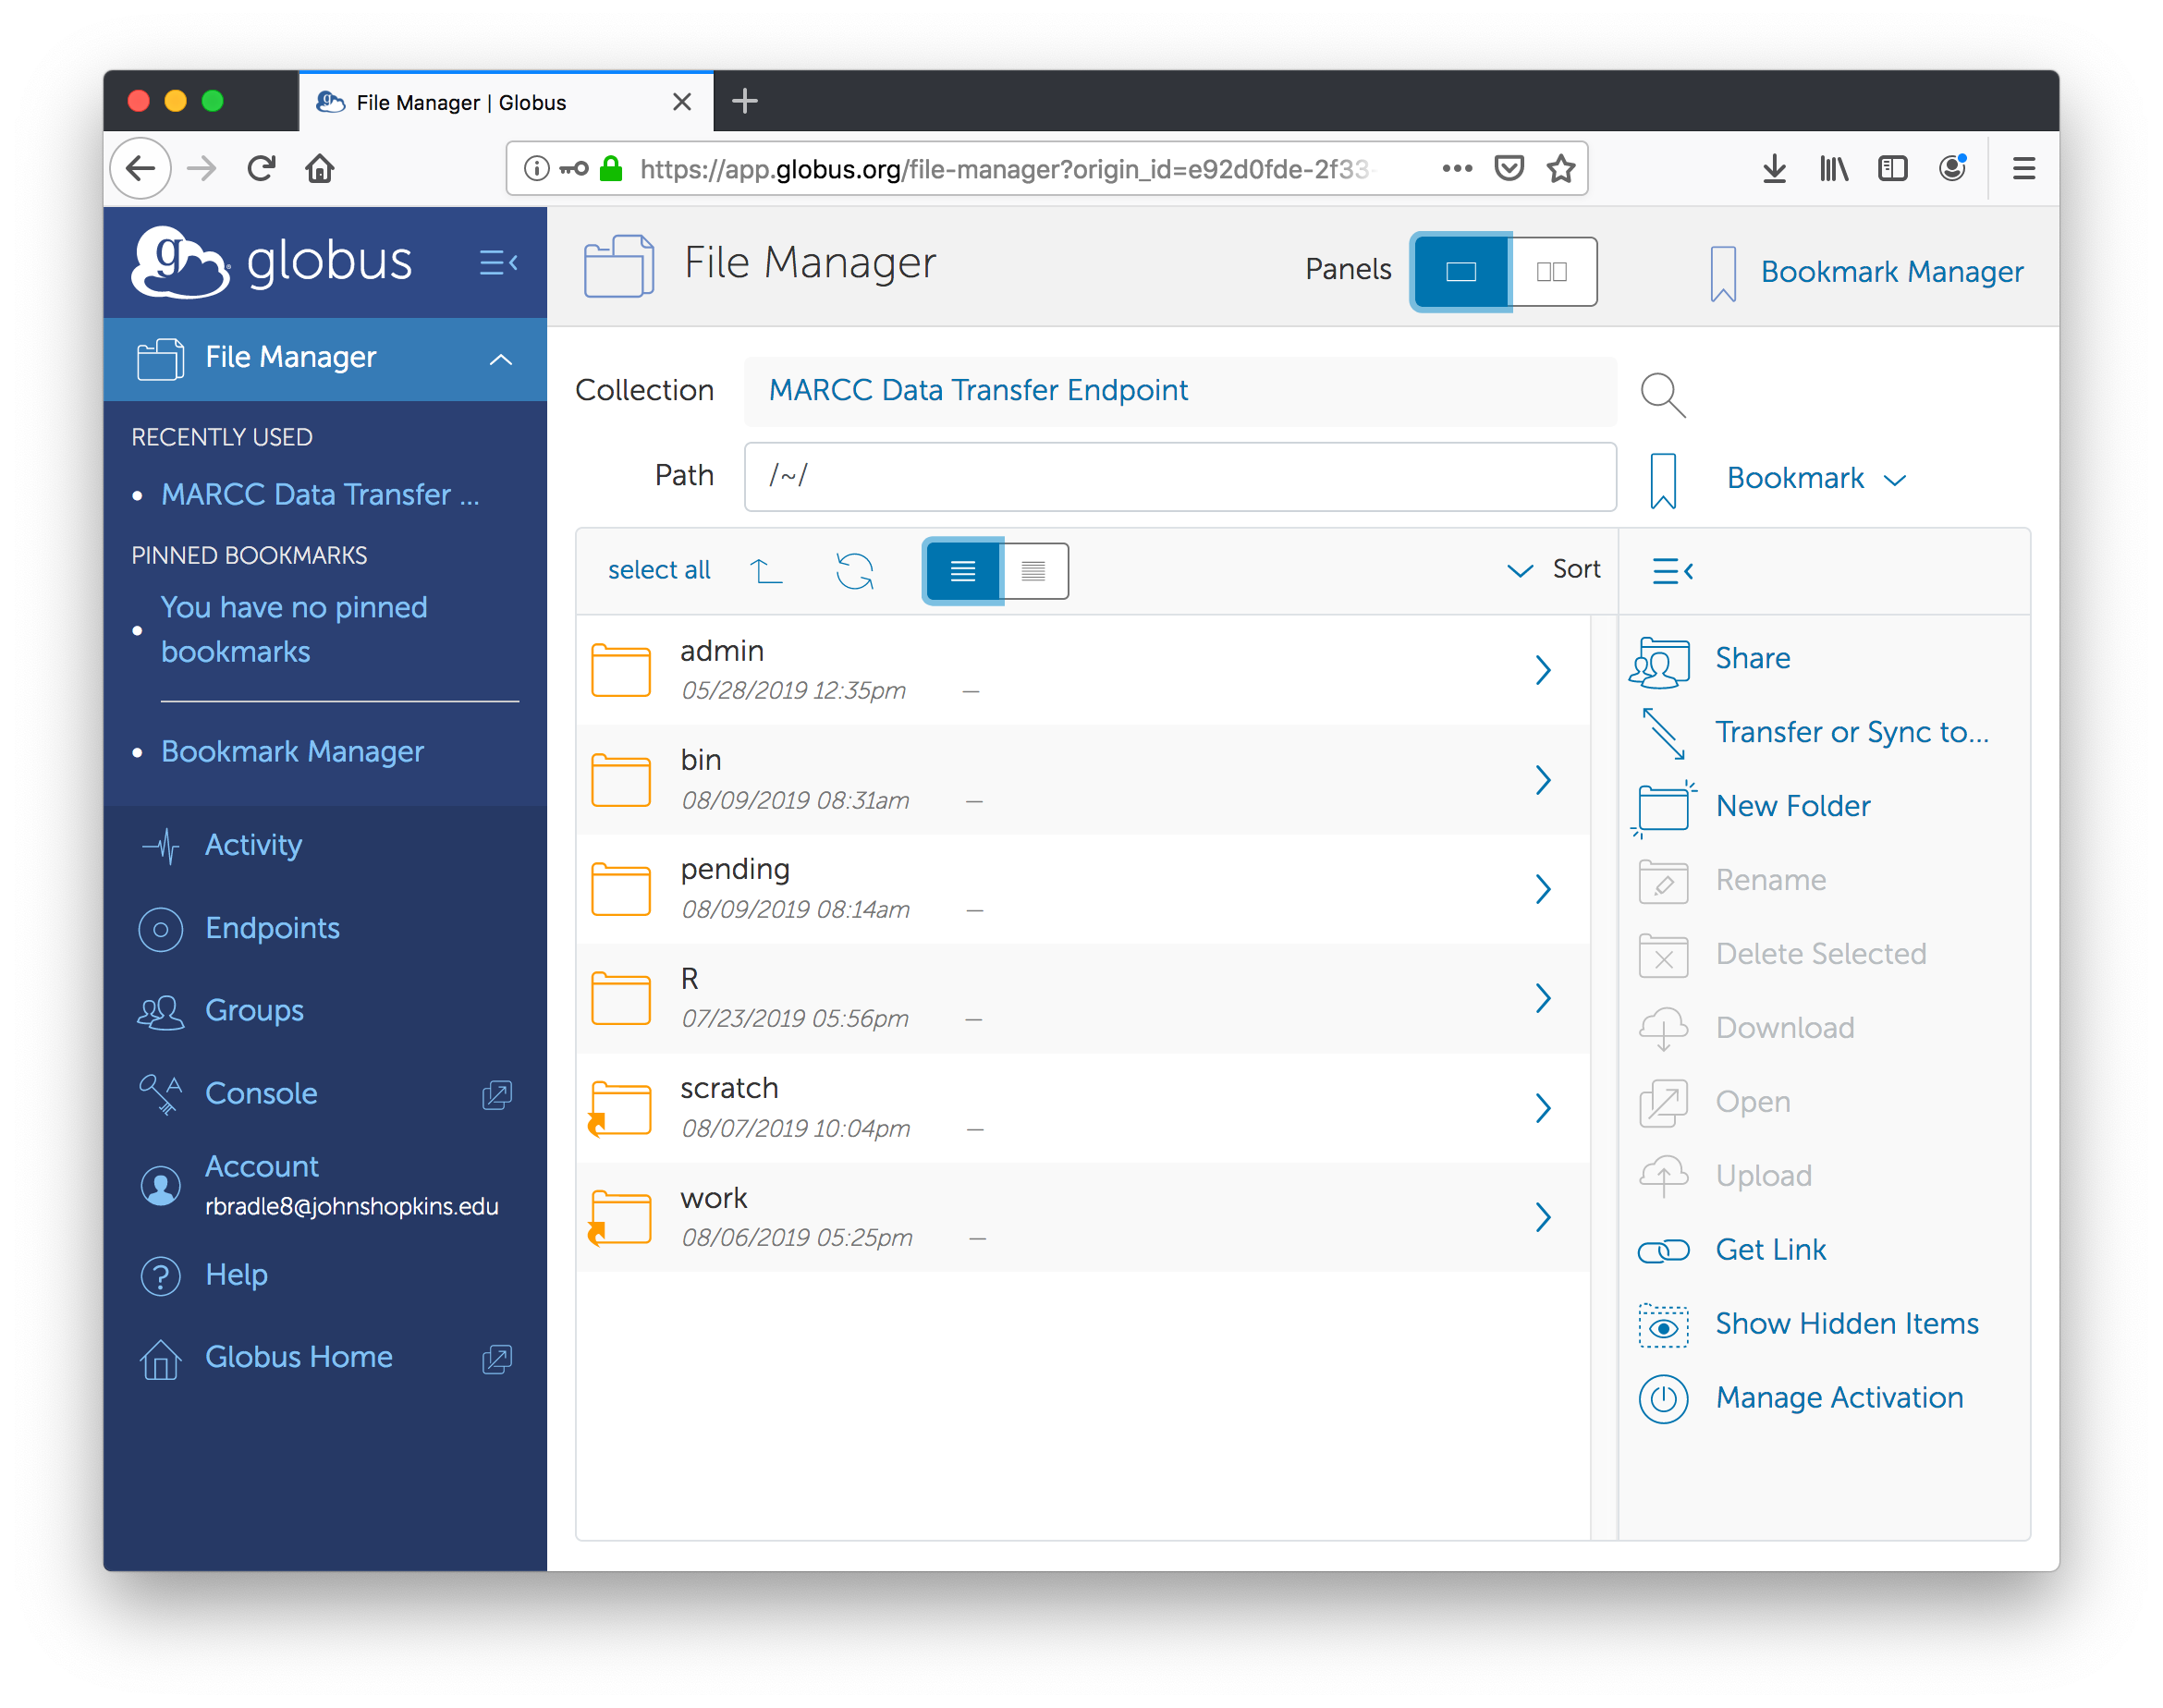 File Manager | Globus
https://app.globus.org/file-manager?origin_id=e92d0fde-2f33-
globus
File Manager
RECENTLY USED
MARCC Data Transfer ...
PINNED BOOKMARKS
You have no pinned
bookmarks
Bookmark Manager
Activity
Endpoints
Groups
Console
Account
rbradle8@johnshopkins.edu
Help
Globus Home
File Manager
Panels
Bookmark Manager
Collection
MARCC Data Transfer Endpoint
Path
/~/
Bookmark
select all
Sort
admin
05/28/2019 12:35pm —
bin
08/09/2019 08:31am —
pending
08/09/2019 08:14am —
R
07/23/2019 05:56pm —
scratch
08/07/2019 10:04pm —
work
08/06/2019 05:25pm —
Share
Transfer or Sync to...
New Folder
Rename
Delete Selected
Download
Open
Upload
Get Link
Show Hidden Items
Manage Activation